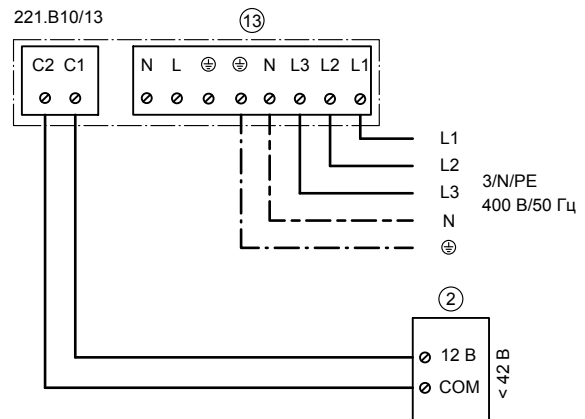 221.B10/13
13
C2 C1
N L ⏚ ⏚ N L3 L2 L1
L1
L2
L3
N
⏚
3/N/PE
400 В/50 Гц
2
12 В
COM
< 42 В